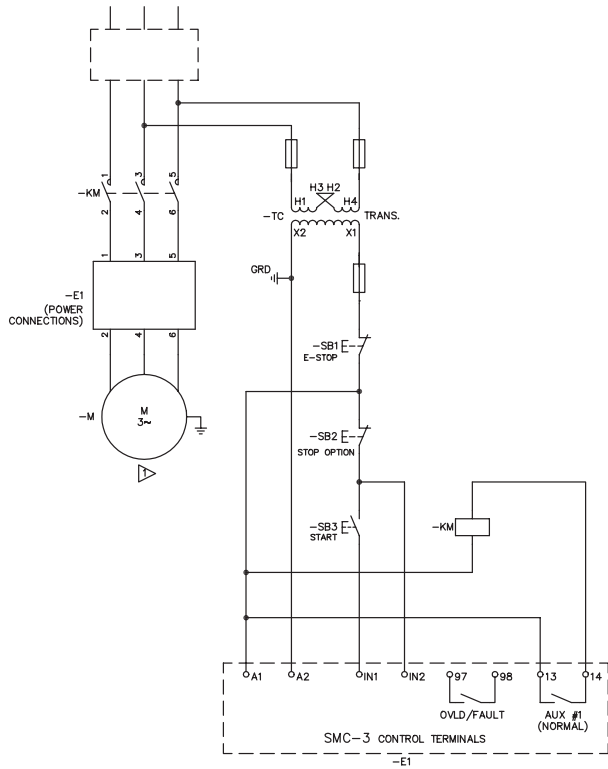 1 3 5
-KM
2 4 6
H1 H3 H2 H4
-TC TRANS.
X2 X1
1 3 5
GRD
-E1
(POWER
CONNECTIONS)
2 4 6
-SB1
E-STOP
-M
M
3~
1
-SB2
STOP OPTION
-SB3
START
-KM
A1 A2 IN1 IN2 97 98 13 14
OVLD/FAULT
AUX #1
(NORMAL)
SMC-3 CONTROL TERMINALS
-E1